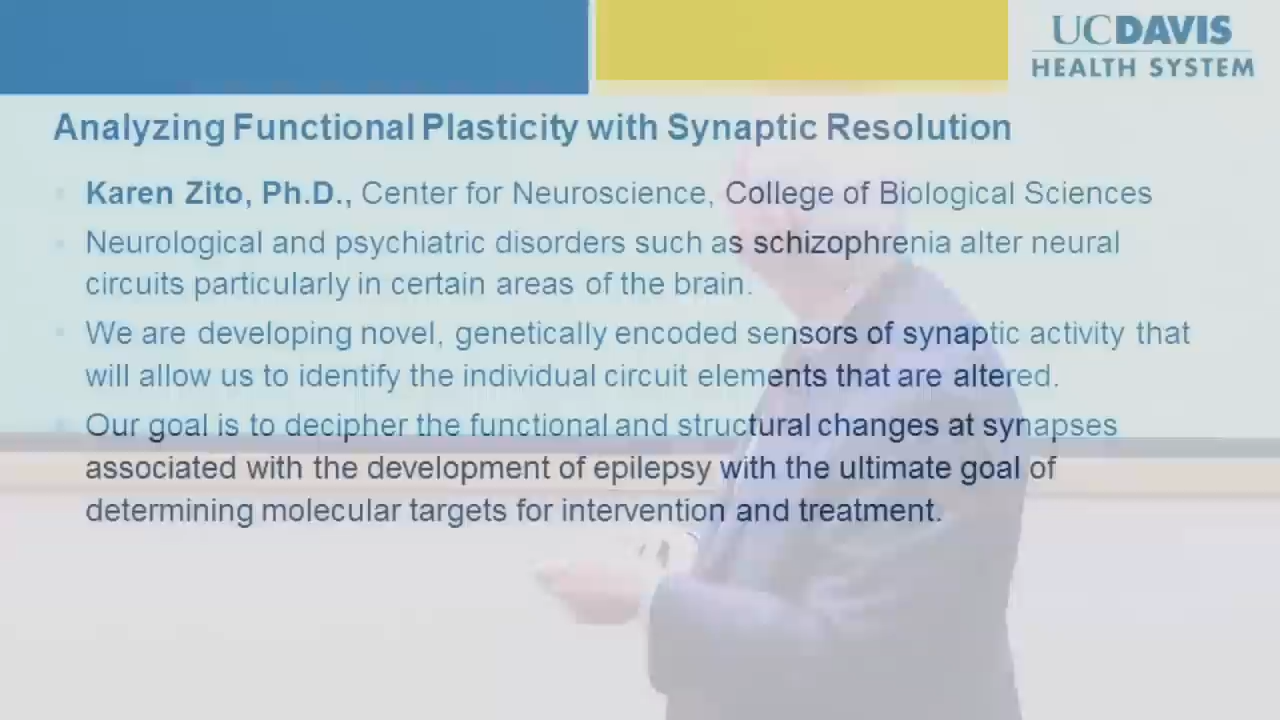 UCDAVIS
HEALTH SYSTEM
Analyzing Functional Plasticity with Synaptic Resolution
Karen Zito, Ph.D., Center for Neuroscience, College of Biological Sciences
Neurological and psychiatric disorders such as schizophrenia alter neural
circuits particularly in certain areas of the brain.
We are developing novel, genetically encoded sensors of synaptic activity that
will allow us to identify the individual circuit elements that are altered.
Our goal is to decipher the functional and structural changes at synapses
associated with the development of epilepsy with the ultimate goal of
determining molecular targets for intervention and treatment.